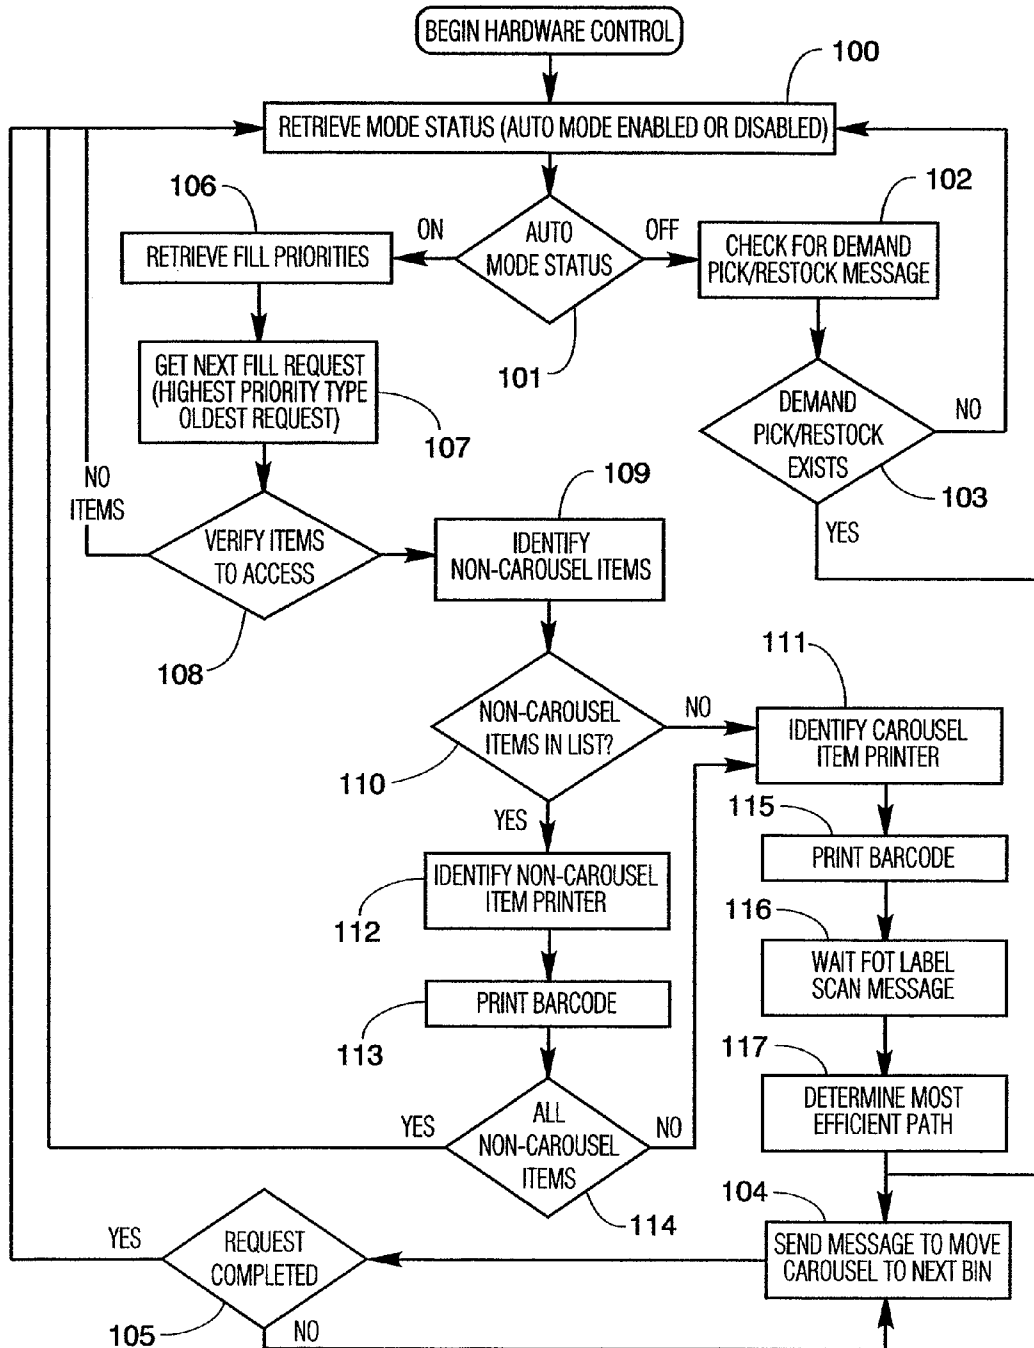 BEGIN HARDWARE CONTROL
100
RETRIEVE MODE STATUS (AUTO MODE ENABLED OR DISABLED)
106
102
ON
AUTO
MODE STATUS
OFF
RETRIEVE FILL PRIORITIES
CHECK FOR DEMAND
PICK/RESTOCK MESSAGE
101
GET NEXT FILL REQUEST
(HIGHEST PRIORITY TYPE
OLDEST REQUEST)
107
DEMAND
PICK/RESTOCK
EXISTS
NO
103
YES
NO
ITEMS
109
VERIFY ITEMS
TO ACCESS
108
IDENTIFY
NON-CAROUSEL ITEMS
111
NON-CAROUSEL
ITEMS IN LIST?
NO
110
YES
IDENTIFY CAROUSEL
ITEM PRINTER
115
PRINT BARCODE
IDENTIFY NON-CAROUSEL
ITEM PRINTER
112
116
WAIT FOT LABEL
SCAN MESSAGE
PRINT BARCODE
113
117
DETERMINE MOST
EFFICIENT PATH
YES
ALL
NON-CAROUSEL
ITEMS
NO
114
104
SEND MESSAGE TO MOVE
CAROUSEL TO NEXT BIN
YES
REQUEST
COMPLETED
105
NO